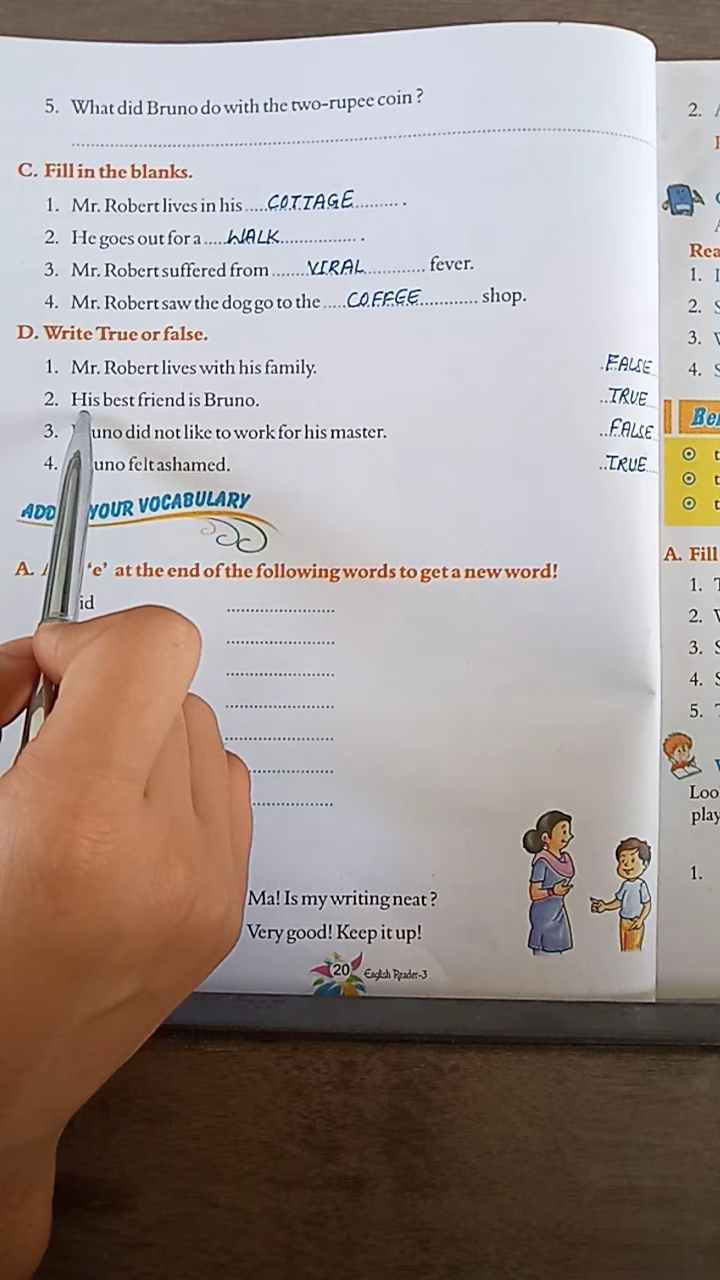 5. What did Bruno do with the two-rupee coin ?
C. Fill in the blanks.
1. Mr. Robert lives in his .....COTTAGE.......... .
2. He goes out for a .....WALK.................. .
3. Mr. Robert suffered from .......VIRAL............. fever.
4. Mr. Robert saw the dog go to the .....COFFEE............. shop.
D. Write True or false.
1. Mr. Robert lives with his family. .FALSE
2. His best friend is Bruno. ..TRUE
3. uno did not like to work for his master. ..FALSE
4. uno felt ashamed. ..TRUE...
ADD YOUR VOCABULARY
A. 'e' at the end of the following words to get a new word!
id
Ma! Is my writing neat ?
Very good! Keep it up!
20 English Reader-3
2.
Rea
1. I
2. S
3.
4. S
Be
t
t
t
A. Fill
1. T
2.
3. S
4. S
5.
Loo
play
1.